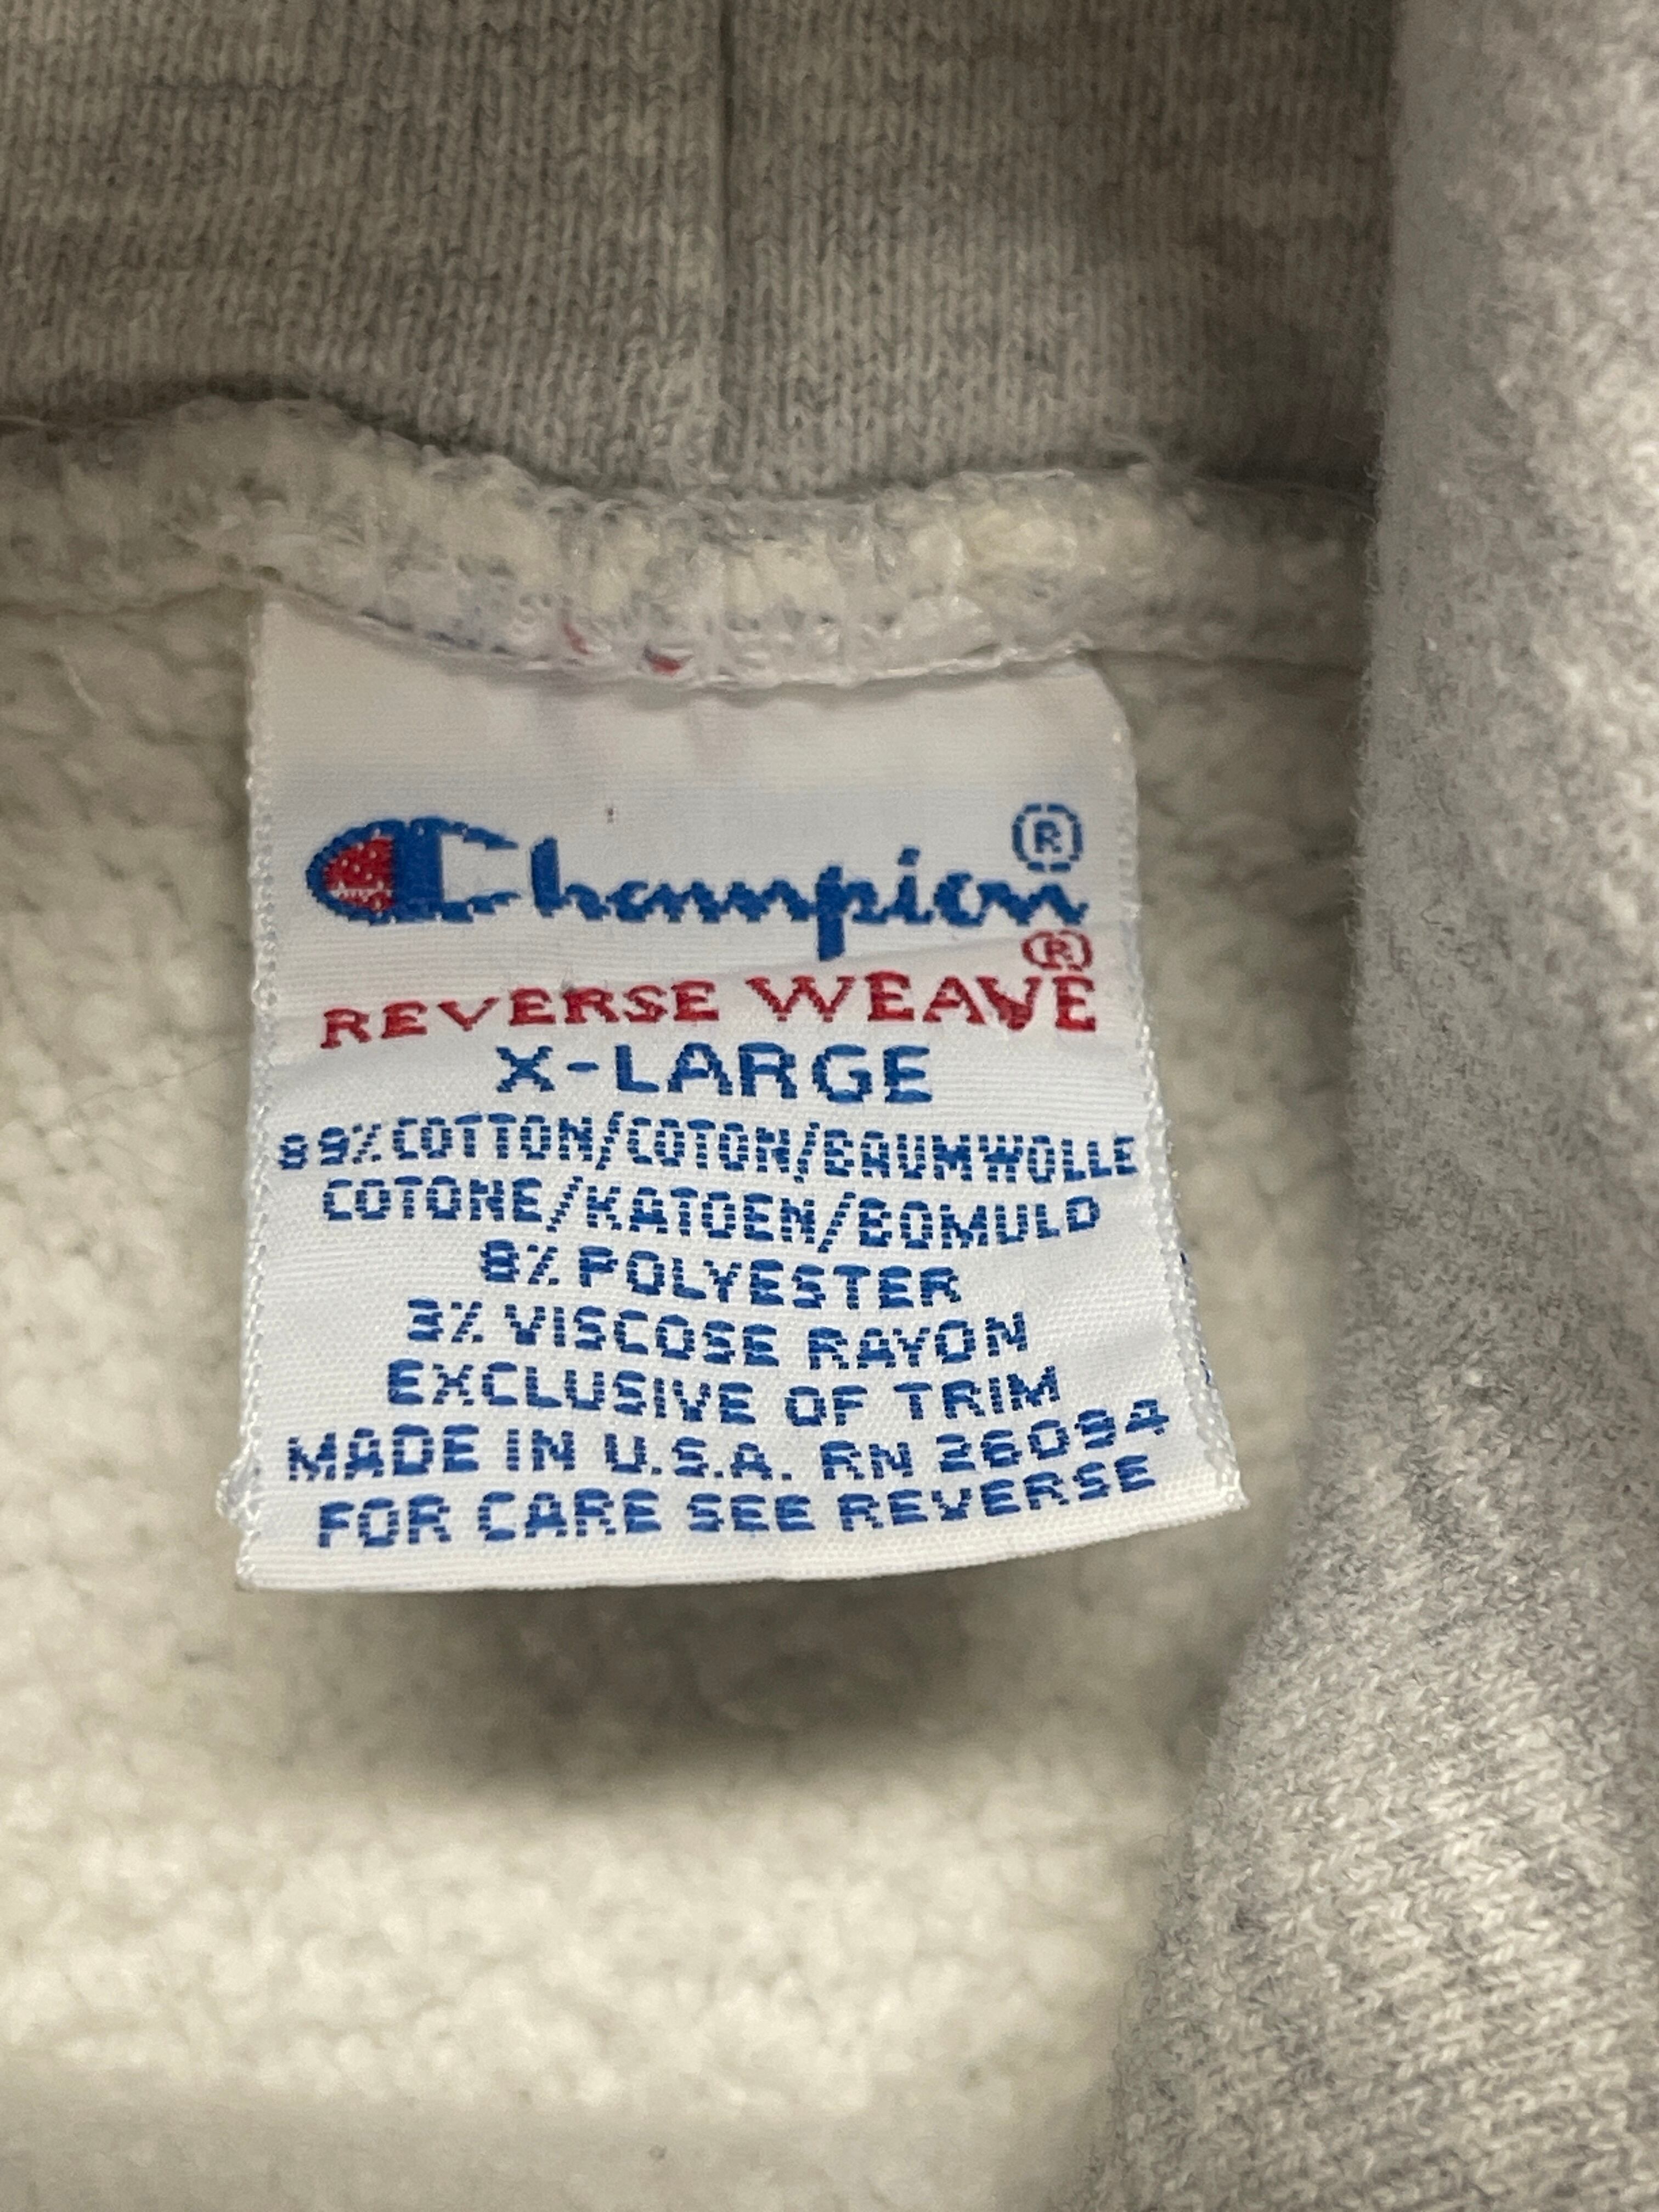 Champion®
REVERSE WEAVE®
X-LARGE
89% COTTON/COTON/BAUMWOLLE
COTONE/KATOEN/BOMULD
8% POLYESTER
3% VISCOSE RAYON
EXCLUSIVE OF TRIM
MADE IN U.S.A. RN 26094
FOR CARE SEE REVERSE